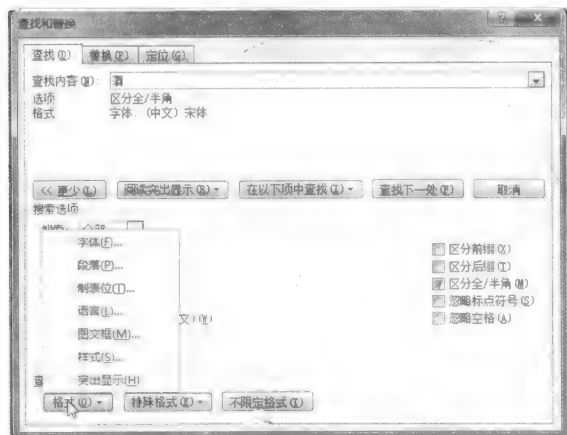 查找和替换
查找(D) 替换(P) 定位(G)
查找内容(N): 酒
选项 区分全/半角
格式 字体: (中文) 宋体
<< 更少(L) 阅读突出显示(R) 在以下项中查找(I) 查找下一处(F) 取消
搜索选项
字体(F)...
段落(P)...
制表位(T)...
语言(L)...
图文框(M)...
样式(S)...
突出显示(H)
文)(Y)
区分前缀(X)
区分后缀(T)
区分全/半角(M)
忽略标点符号(S)
忽略空格(A)
查
格式(O) 特殊格式(E) 不限定格式(T)